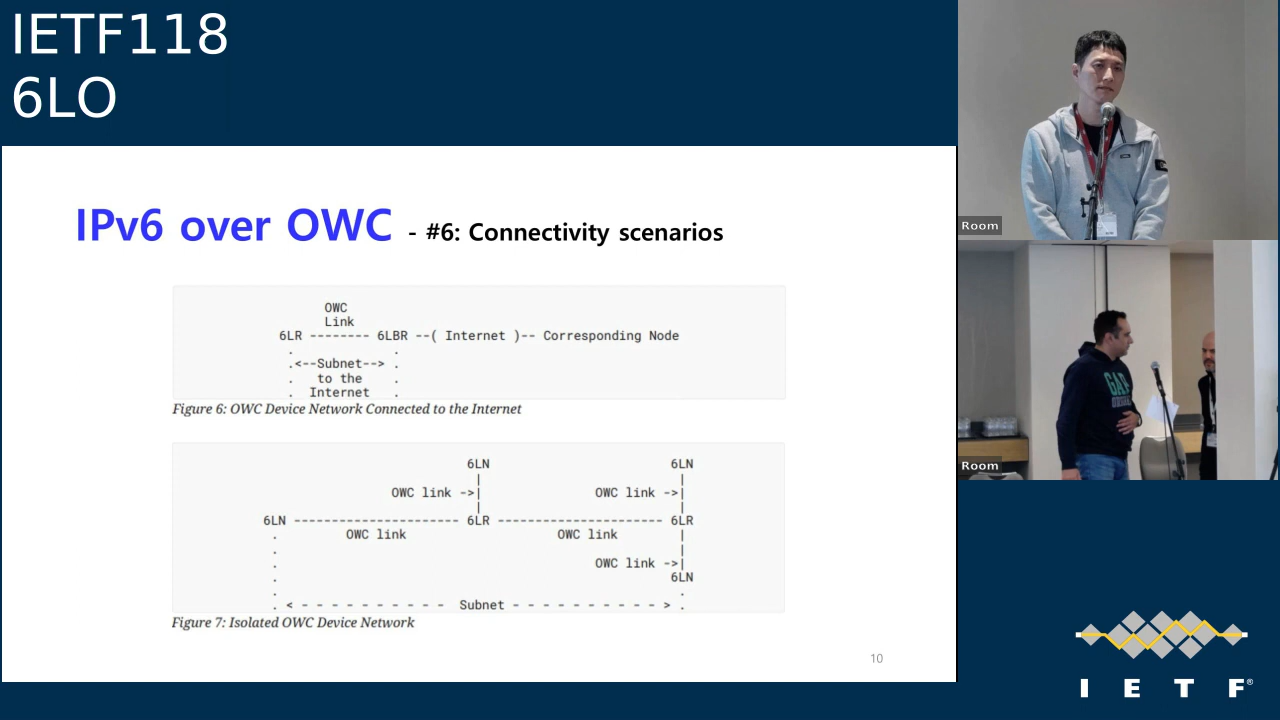 IETF118
6LO
IPv6 over OWC - #6: Connectivity scenarios
OWC
Link
6LR -------- 6LBR --( Internet )-- Corresponding Node
. .
.<--Subnet--> .
. to the .
. Internet .
Figure 6: OWC Device Network Connected to the Internet
6LN 6LN
| |
OWC link ->| OWC link ->|
| |
6LN ---------------------- 6LR ---------------------- 6LR
. OWC link OWC link |
. |
. OWC link ->|
. 6LN
. .
. < - - - - - - - - - - Subnet - - - - - - - - - - > .
Figure 7: Isolated OWC Device Network
10
Room
GAP
Room
I E T F®